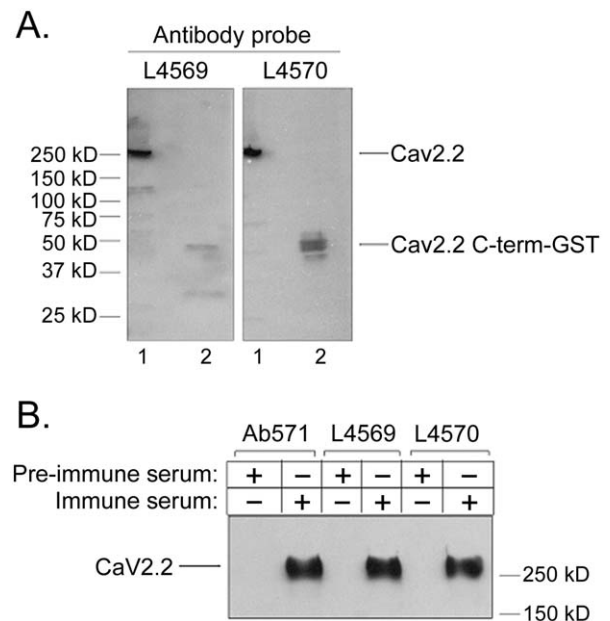 A.
Antibody probe
L4569 L4570
250 kD Cav2.2
150 kD
100 kD
75 kD
50 kD Cav2.2 C-term-GST
37 kD
25 kD
1 2 1 2
B.
Ab571 L4569 L4570
Pre-immune serum: + − + − + −
Immune serum: − + − + − +
CaV2.2 250 kD
150 kD